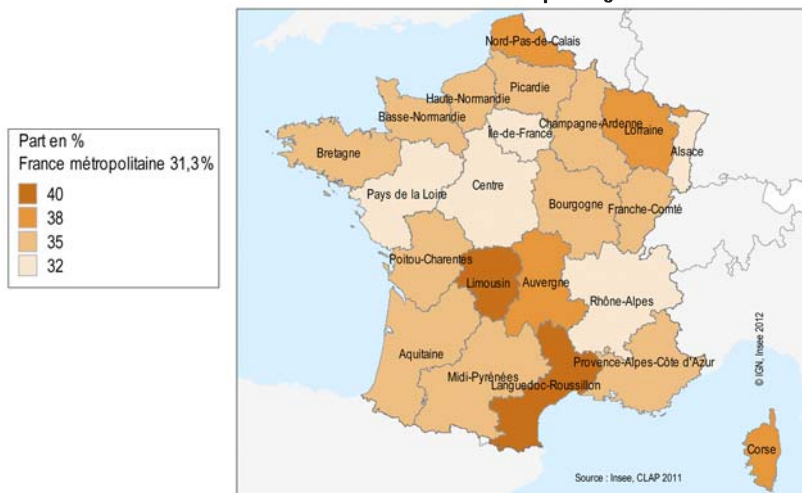 Part en %
France métropolitaine 31,3%
40
38
35
32
Nord-Pas-de-Calais
Picardie
Haute-Normandie
Basse-Normandie
Île-de-France
Champagne-Ardenne
Lorraine
Alsace
Bretagne
Pays de la Loire
Centre
Bourgogne
Franche-Comté
Poitou-Charentes
Limousin
Auvergne
Rhône-Alpes
Aquitaine
Midi-Pyrénées
Languedoc-Roussillon
Provence-Alpes-Côte d'Azur
Corse
© IGN, Insee 2012
Source : Insee, CLAP 2011